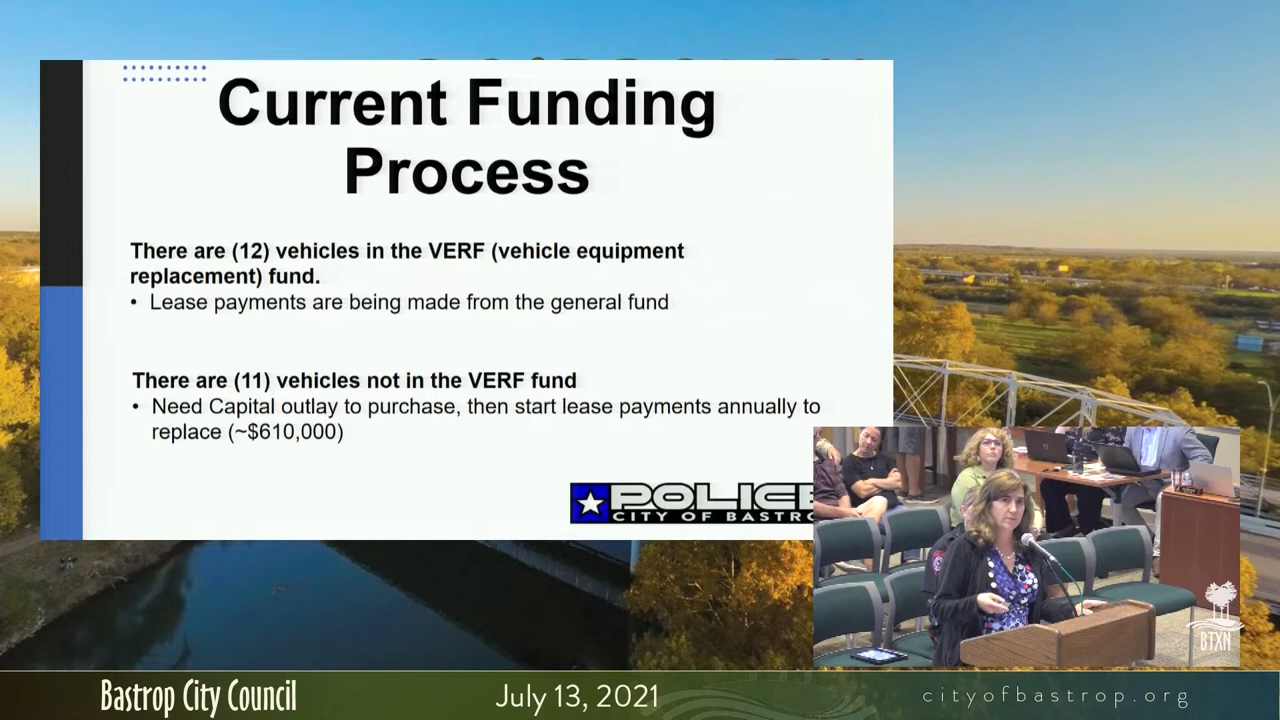 Current Funding
Process
There are (12) vehicles in the VERF (vehicle equipment
replacement) fund.
• Lease payments are being made from the general fund
There are (11) vehicles not in the VERF fund
• Need Capital outlay to purchase, then start lease payments annually to
replace (~$610,000)
POLICE
CITY OF BASTRO
BTXN
Bastrop City Council
July 13, 2021
cityofbastrop.org